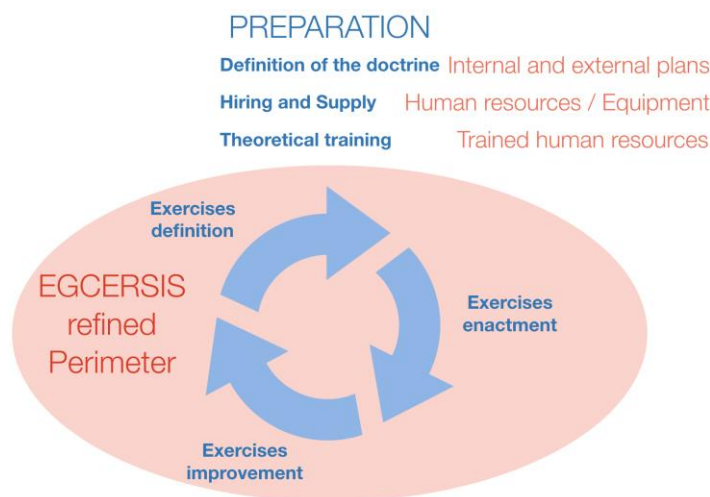 PREPARATION
Definition of the doctrine Internal and external plans
Hiring and Supply Human resources / Equipment
Theoretical training Trained human resources
Exercises
definition
EGCERSIS
refined
Perimeter
Exercises
enactment
Exercises
improvement